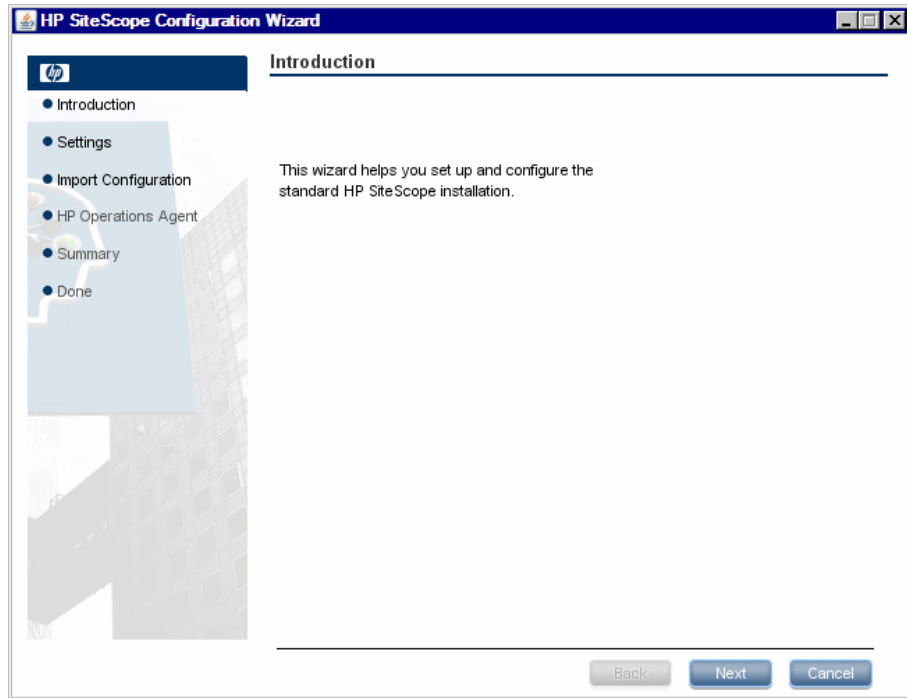 HP SiteScope Configuration Wizard
hp
Introduction
Introduction
Settings
Import Configuration
HP Operations Agent
Summary
Done
This wizard helps you set up and configure the
standard HP SiteScope installation.
Back
Next
Cancel